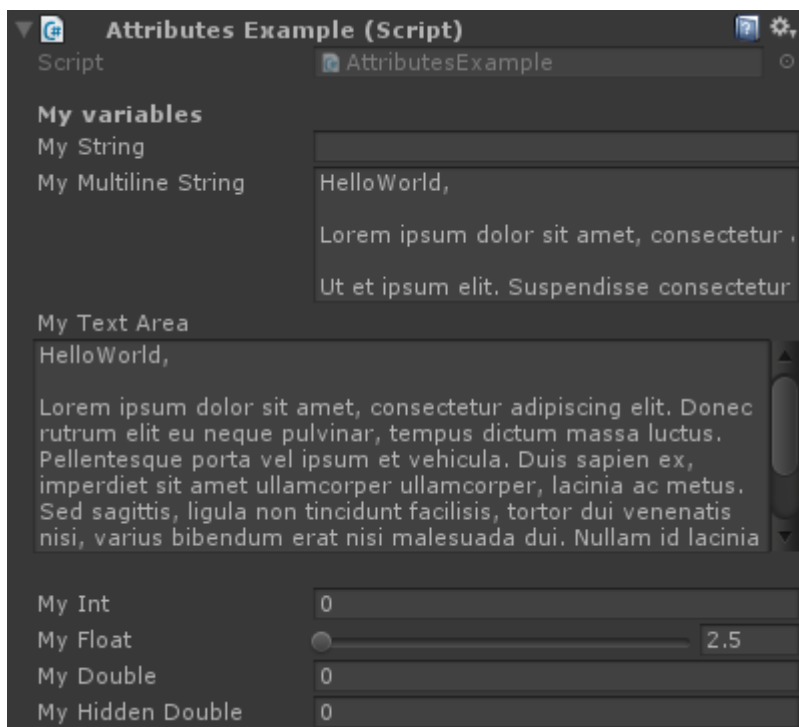 Attributes Example (Script)
Script AttributesExample
My variables
My String
My Multiline String HelloWorld,
Lorem ipsum dolor sit amet, consectetur
Ut et ipsum elit. Suspendisse consectetur
My Text Area
HelloWorld,
Lorem ipsum dolor sit amet, consectetur adipiscing elit. Donec
rutrum elit eu neque pulvinar, tempus dictum massa luctus.
Pellentesque porta vel ipsum et vehicula. Duis sapien ex,
imperdiet sit amet ullamcorper ullamcorper, lacinia ac metus.
Sed sagittis, ligula non tincidunt facilisis, tortor dui venenatis
nisi, varius bibendum erat nisi malesuada dui. Nullam id lacinia
My Int 0
My Float 2.5
My Double 0
My Hidden Double 0